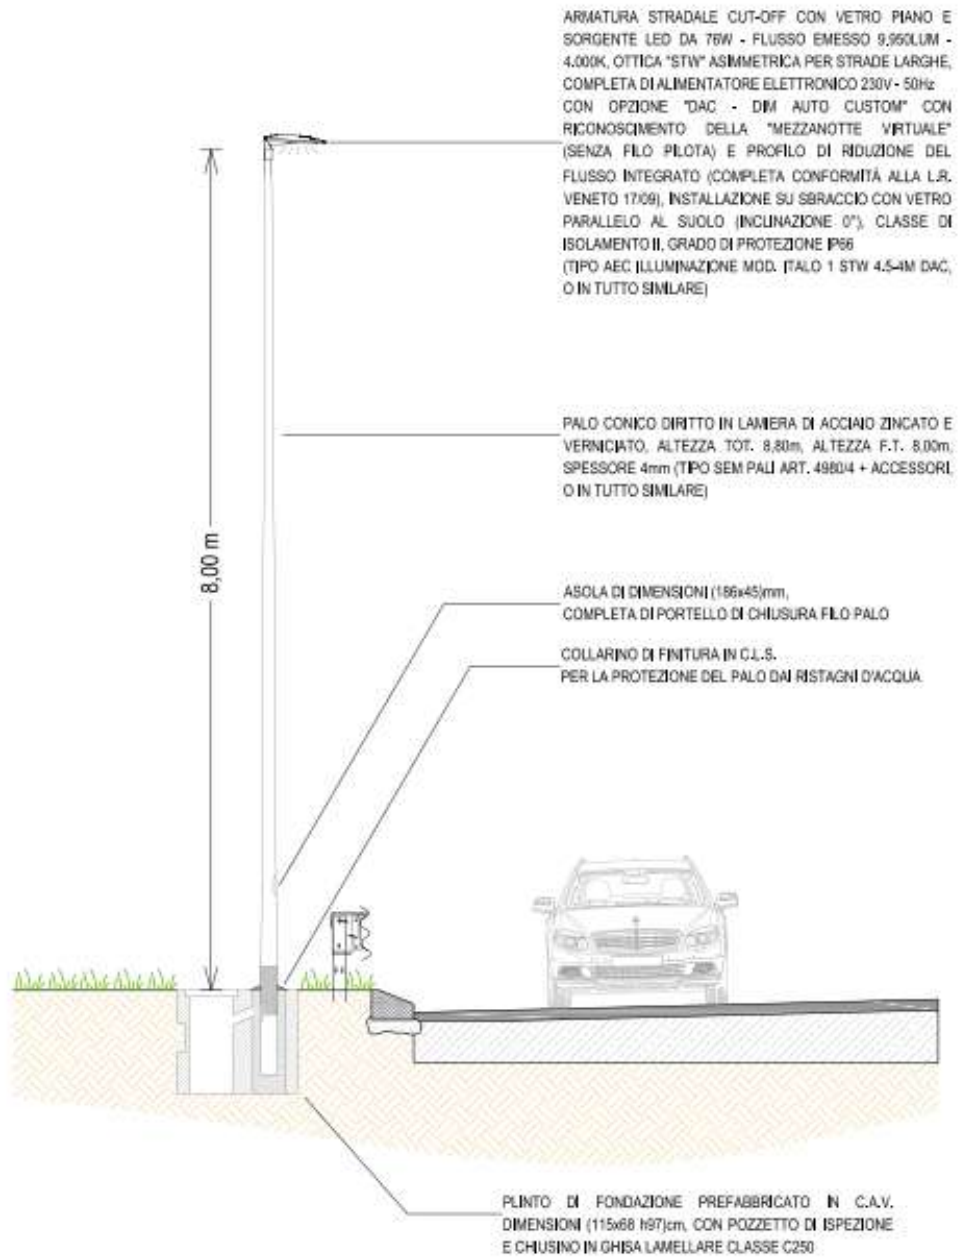 ARMATURA STRADALE CUT-OFF CON VETRO PIANO E
SORGENTE LED DA 76W - FLUSSO EMESSO 9.950LUM -
4.000K, OTTICA "STW" ASIMMETRICA PER STRADE LARGHE,
COMPLETA DI ALIMENTATORE ELETTRONICO 230V - 50Hz
CON OPZIONE "DAC - DIM AUTO CUSTOM" CON
RICONOSCIMENTO DELLA "MEZZANOTTE VIRTUALE"
(SENZA FILO PILOTA) E PROFILO DI RIDUZIONE DEL
FLUSSO INTEGRATO (COMPLETA CONFORMITÀ ALLA L.R.
VENETO 17/09), INSTALLAZIONE SU SBRACCIO CON VETRO
PARALLELO AL SUOLO (INCLINAZIONE 0°), CLASSE DI
ISOLAMENTO II, GRADO DI PROTEZIONE IP66
(TIPO AEC ILLUMINAZIONE MOD. ITALO 1 STW 4.5-4M DAC,
O IN TUTTO SIMILARE)
PALO CONICO DIRITTO IN LAMIERA DI ACCIAIO ZINCATO E
VERNICIATO, ALTEZZA TOT. 8,80m, ALTEZZA F.T. 8,00m,
SPESSORE 4mm (TIPO SEM PALI ART. 4980/4 + ACCESSORI,
O IN TUTTO SIMILARE)
8,00 m
ASOLA DI DIMENSIONI (186x45)mm,
COMPLETA DI PORTELLO DI CHIUSURA FILO PALO
COLLARINO DI FINITURA IN C.L.S.
PER LA PROTEZIONE DEL PALO DAI RISTAGNI D'ACQUA
PLINTO DI FONDAZIONE PREFABBRICATO IN C.A.V.
DIMENSIONI (115x68 h97)cm, CON POZZETTO DI ISPEZIONE
E CHIUSINO IN GHISA LAMELLARE CLASSE C250